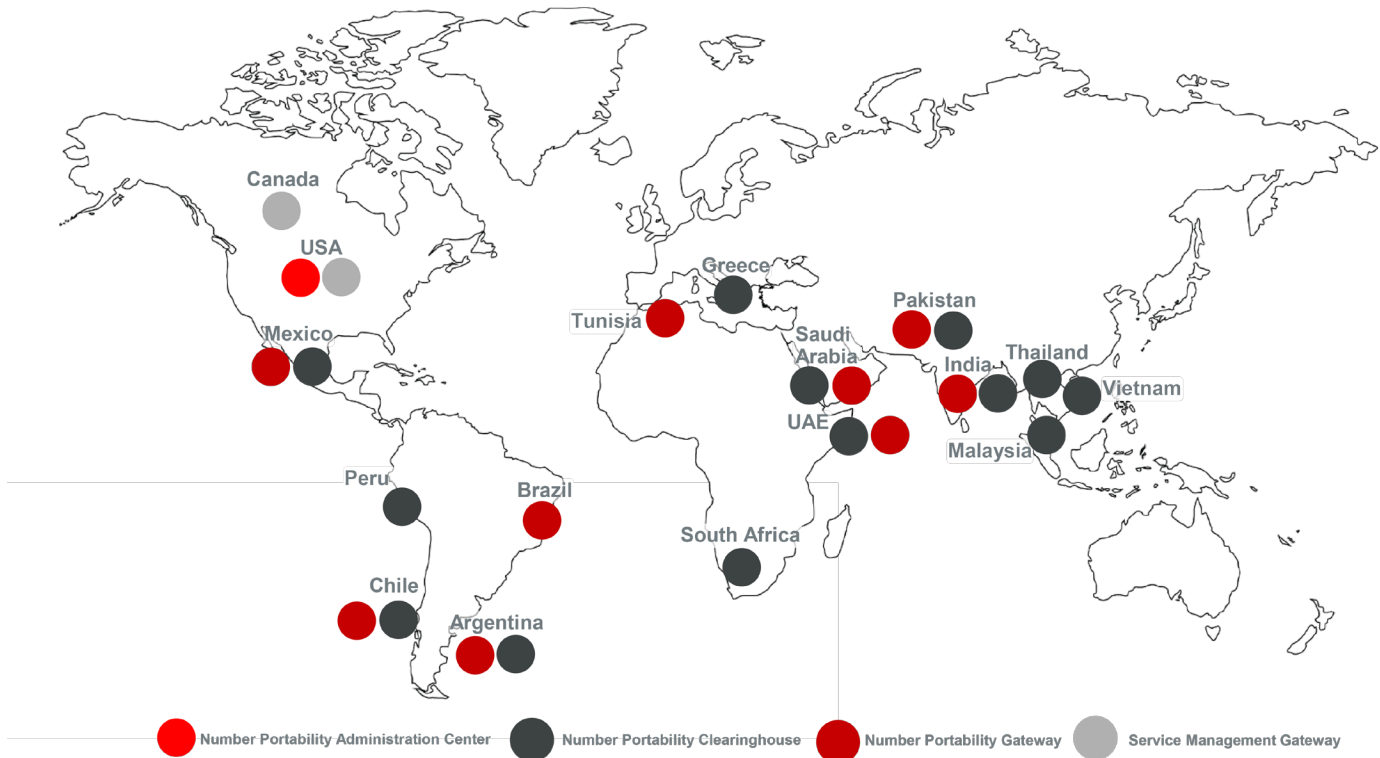 Canada
USA
Mexico
Greece
Tunisia
Pakistan
Saudi
Arabia
India
Thailand
Vietnam
UAE
Malaysia
Peru
Brazil
South Africa
Chile
Argentina
Number Portability Administration Center
Number Portability Clearinghouse
Number Portability Gateway
Service Management Gateway